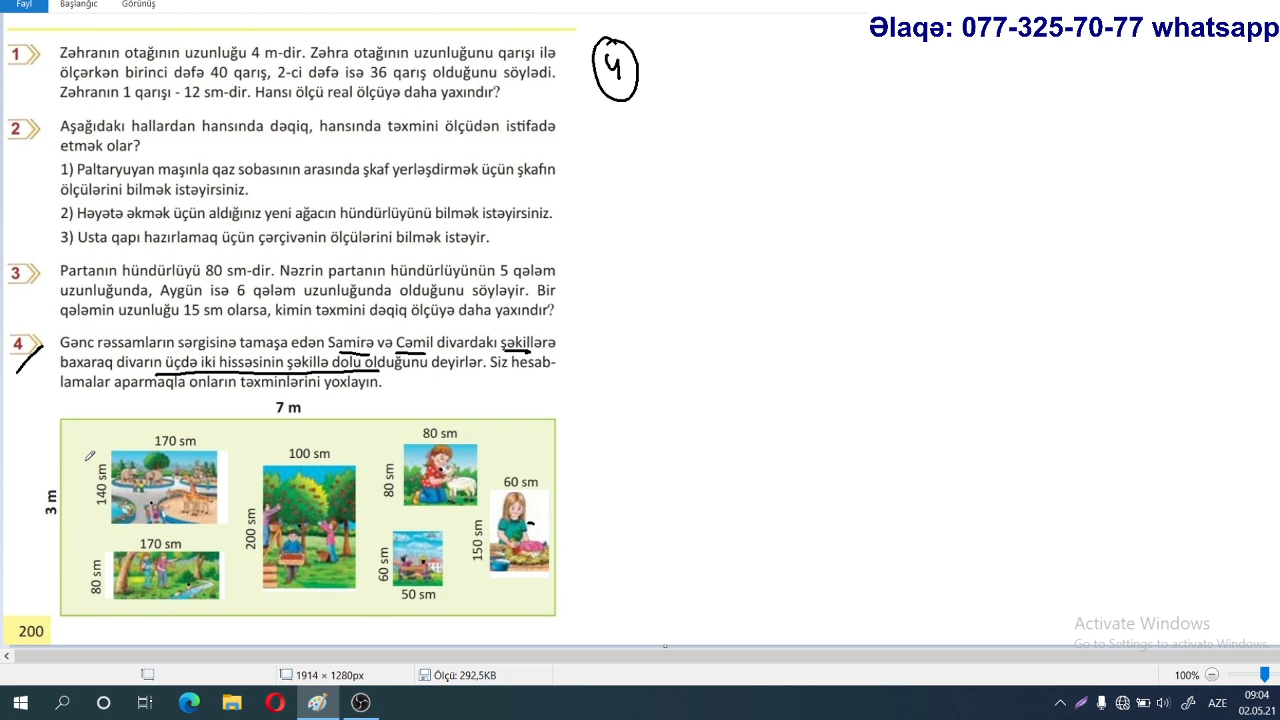 Fayl Başlanğıc Görünüş
Əlaqə: 077-325-70-77 whatsapp
1 Zəhranın otağının uzunluğu 4 m-dir. Zəhra otağının uzunluğunu qarışı ilə
ölçərkən birinci dəfə 40 qarış, 2-ci dəfə isə 36 qarış olduğunu söylədi.
Zəhranın 1 qarışı - 12 sm-dir. Hansı ölçü real ölçüyə daha yaxındır?
4
2 Aşağıdakı hallardan hansında dəqiq, hansında təxmini ölçüdən istifadə
etmək olar?
1) Paltaryuyan maşınla qaz sobasının arasında şkaf yerləşdirmək üçün şkafın
ölçülərini bilmək istəyirsiniz.
2) Həyətə əkmək üçün aldığınız yeni ağacın hündürlüyünü bilmək istəyirsiniz.
3) Usta qapı hazırlamaq üçün çərçivənin ölçülərini bilmək istəyir.
3 Partanın hündürlüyü 80 sm-dir. Nəzrin partanın hündürlüyünün 5 qələm
uzunluğunda, Aygün isə 6 qələm uzunluğunda olduğunu söyləyir. Bir
qələmin uzunluğu 15 sm olarsa, kimin təxmini dəqiq ölçüyə daha yaxındır?
4 Gənc rəssamların sərgisinə tamaşa edən Samirə və Cəmil divardakı şəkillərə
baxaraq divarın üçdə iki hissəsinin şəkillə dolu olduğunu deyirlər. Siz hesab-
lamalar aparmaqla onların təxminlərini yoxlayın.
7 m
3 m
170 sm
140 sm
170 sm
80 sm
100 sm
200 sm
80 sm
80 sm
60 sm
50 sm
60 sm
150 sm
200
Activate Windows
Go to Settings to activate Windows.
1914 × 1280px
Ölçü: 292,5KB
100%
AZE
09:04
02.05.21